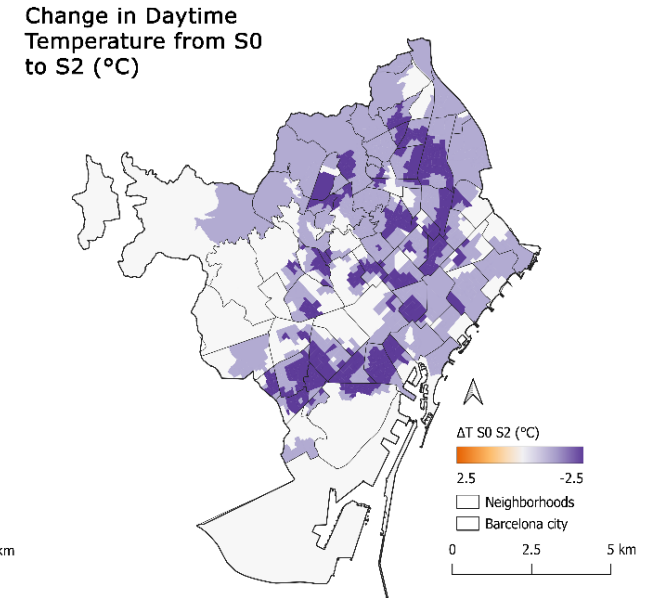 Change in Daytime
Temperature from S0
to S2 (°C)
ΔT S0 S2 (°C)
2.5 -2.5
Neighborhoods
Barcelona city
km 0 2.5 5 km